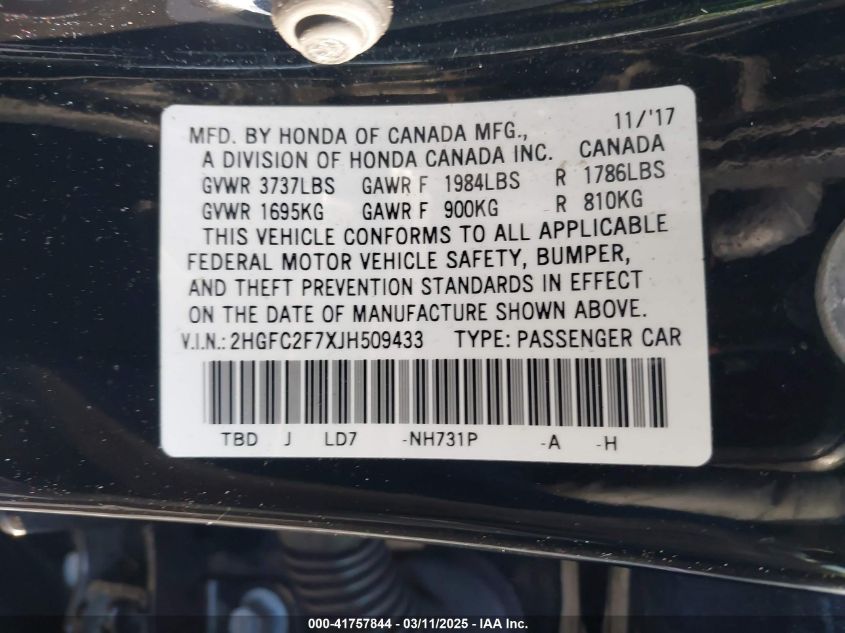 11/'17
MFD. BY HONDA OF CANADA MFG.,
A DIVISION OF HONDA CANADA INC. CANADA
GVWR 3737LBS GAWR F 1984LBS R 1786LBS
GVWR 1695KG GAWR F 900KG R 810KG
THIS VEHICLE CONFORMS TO ALL APPLICABLE
FEDERAL MOTOR VEHICLE SAFETY, BUMPER,
AND THEFT PREVENTION STANDARDS IN EFFECT
ON THE DATE OF MANUFACTURE SHOWN ABOVE.
V.I.N.: 2HGFC2F7XJH509433 TYPE: PASSENGER CAR
TBD J LD7 -NH731P -A -H
000-41757844 - 03/11/2025 - IAA Inc.